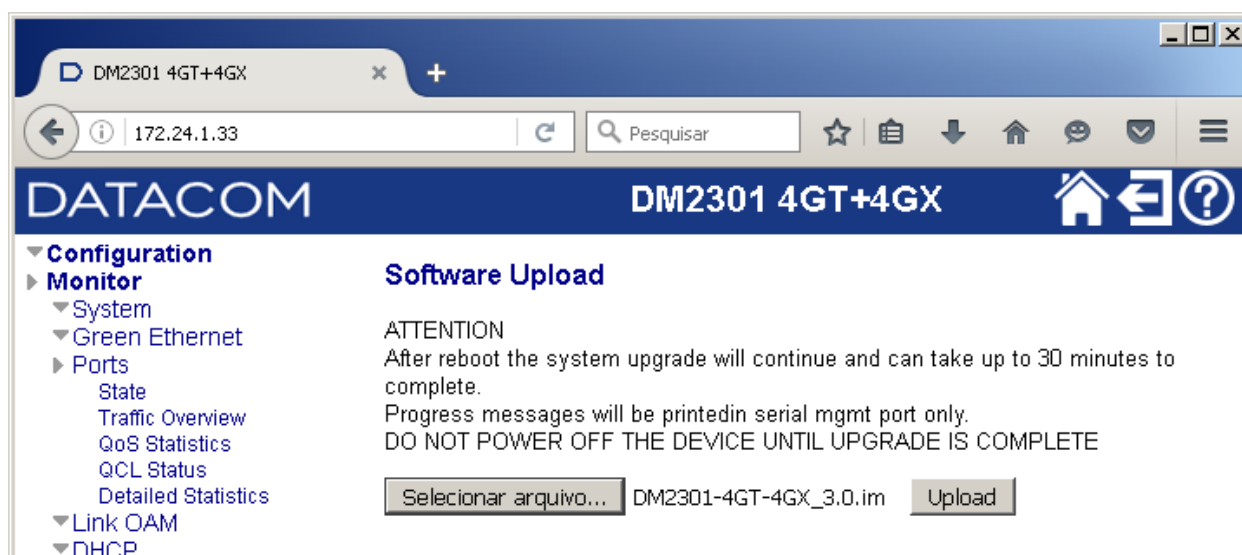 DM2301 4GT+4GX
172.24.1.33
Pesquisar
DATACOM
DM2301 4GT+4GX
Configuration
Monitor
System
Green Ethernet
Ports
State
Traffic Overview
QoS Statistics
QCL Status
Detailed Statistics
Link OAM
DHCP
Software Upload
ATTENTION
After reboot the system upgrade will continue and can take up to 30 minutes to
complete.
Progress messages will be printedin serial mgmt port only.
DO NOT POWER OFF THE DEVICE UNTIL UPGRADE IS COMPLETE
Selecionar arquivo... DM2301-4GT-4GX_3.0.im Upload